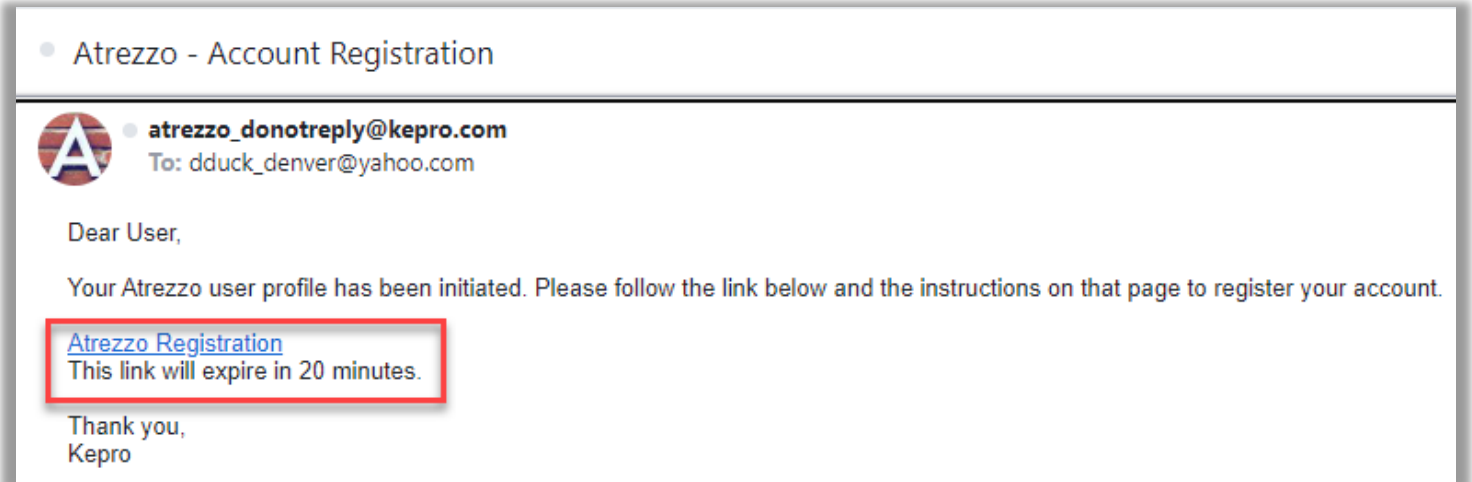 Atrezzo - Account Registration
A
atrezzo_donotreply@kepro.com
To: dduck_denver@yahoo.com
Dear User,
Your Atrezzo user profile has been initiated. Please follow the link below and the instructions on that page to register your account.
Atrezzo Registration
This link will expire in 20 minutes.
Thank you,
Kepro